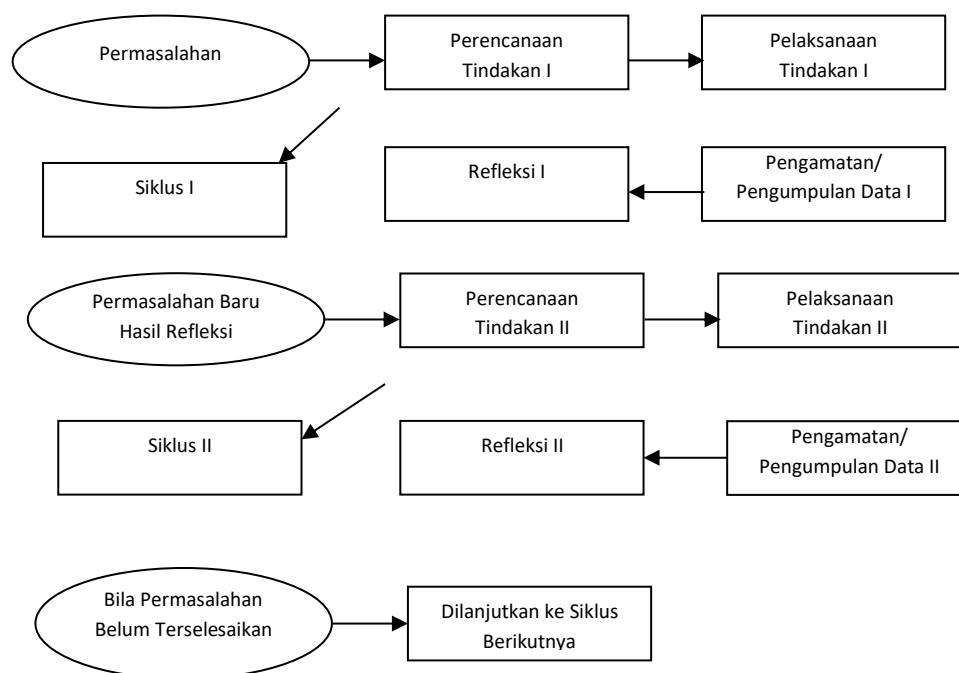 Permasalahan
Perencanaan
Tindakan I
Pelaksanaan
Tindakan I
Siklus I
Refleksi I
Pengamatan/
Pengumpulan Data I
Permasalahan Baru
Hasil Refleksi
Perencanaan
Tindakan II
Pelaksanaan
Tindakan II
Siklus II
Refleksi II
Pengamatan/
Pengumpulan Data II
Bila Permasalahan
Belum Terselesaikan
Dilanjutkan ke Siklus
Berikutnya